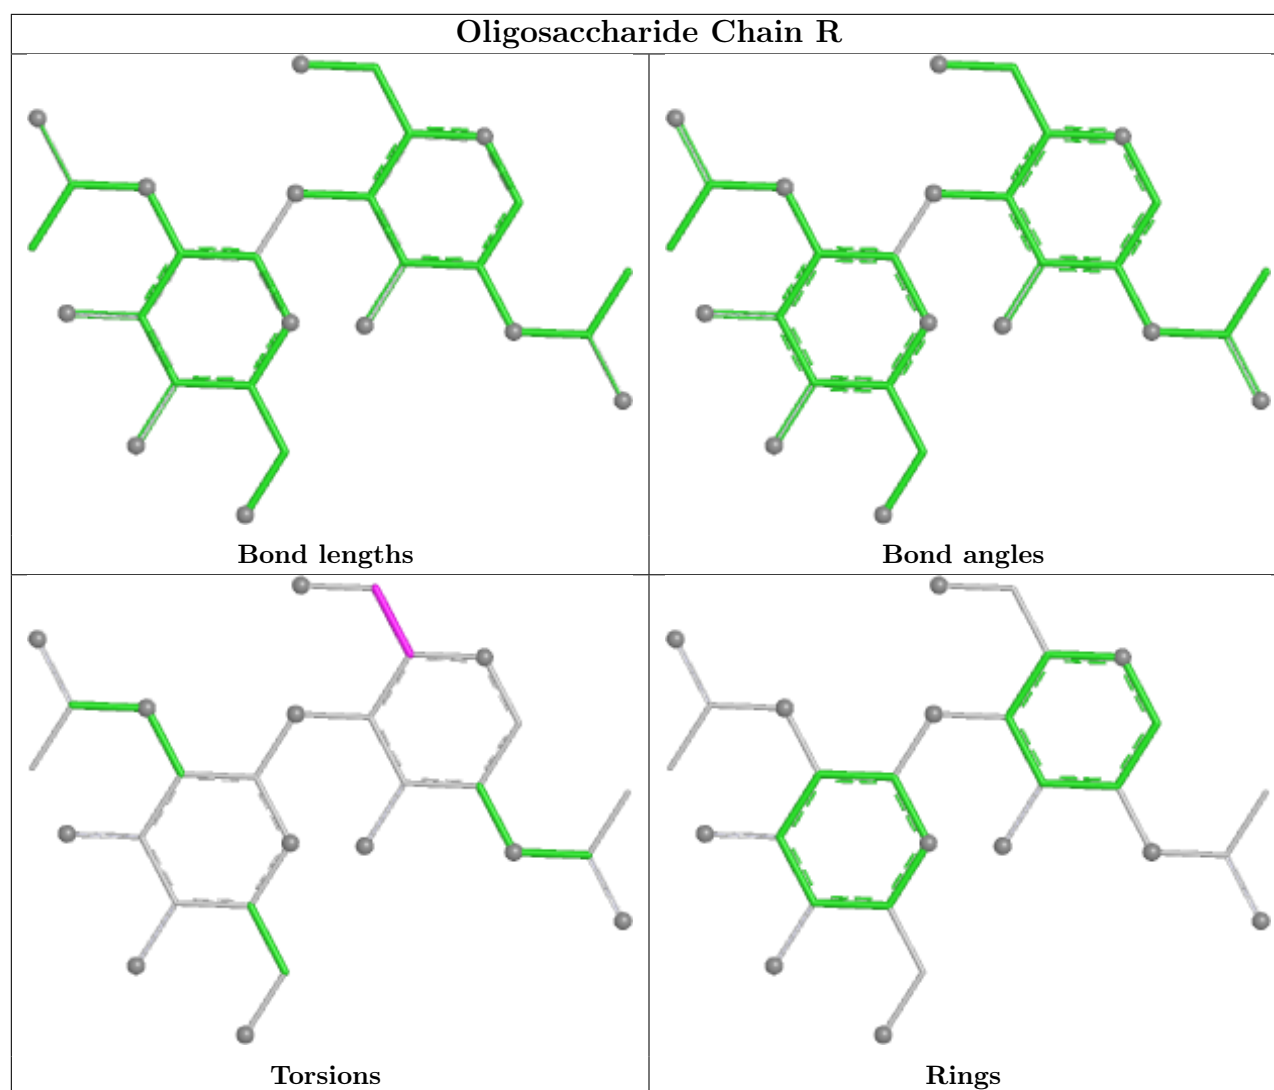 Oligosaccharide Chain R
Bond lengths
Bond angles
Torsions
Rings